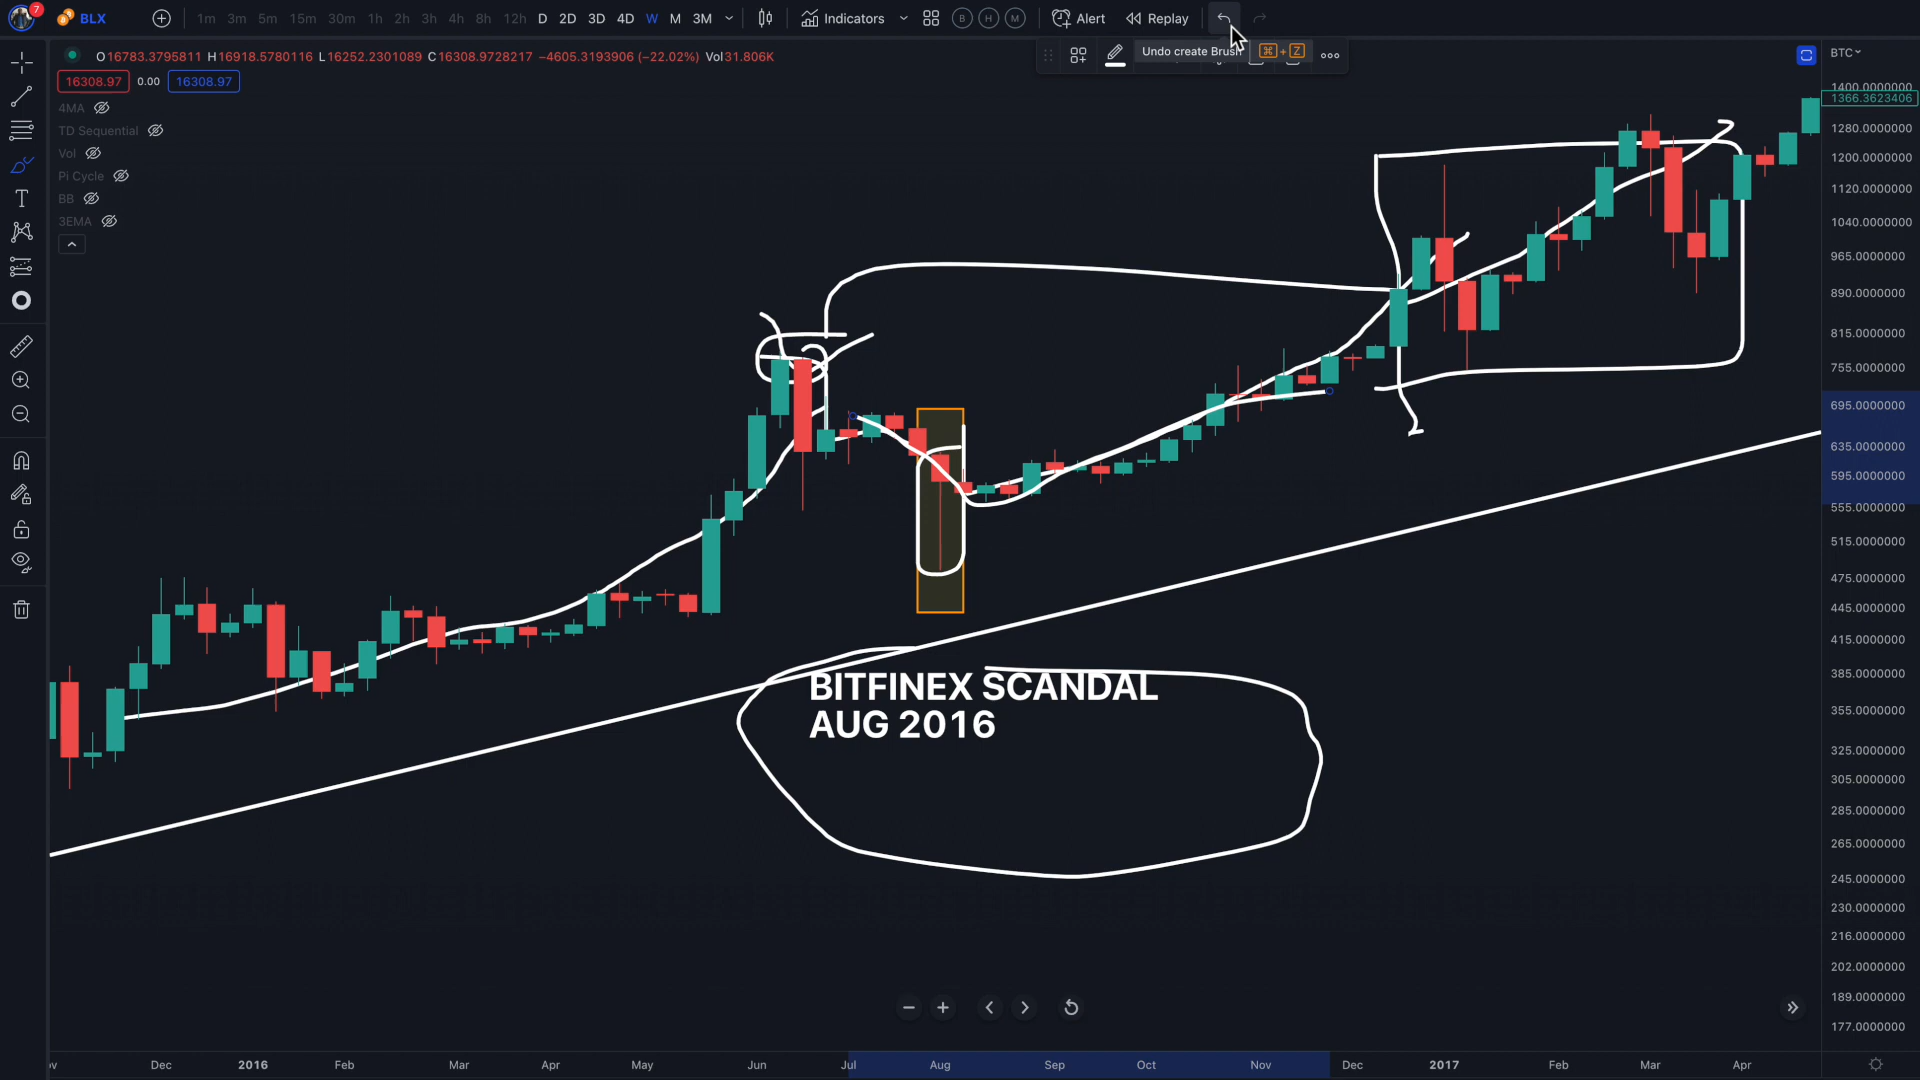 7
BLX
1m 3m 5m 15m 30m 1h 2h 3h 4h 8h 12h D 2D 3D 4D W M 3M
Indicators
B H M
Alert
Replay
Undo create Brush ⌘ + Z
O16783.3795811 H16918.5780116 L16252.2301089 C16308.9728217 −4605.3193906 (−22.02%) Vol31.806K
16308.97 0.00 16308.97
4MA
TD Sequential
Vol
Pi Cycle
BB
3EMA
BTC
1400.0000000
1366.3623406
1280.0000000
1200.0000000
1120.0000000
1040.0000000
965.0000000
890.0000000
815.0000000
755.0000000
695.0000000
635.0000000
595.0000000
555.0000000
515.0000000
475.0000000
445.0000000
415.0000000
385.0000000
355.0000000
325.0000000
305.0000000
285.0000000
265.0000000
245.0000000
230.0000000
216.0000000
202.0000000
189.0000000
177.0000000
BITFINEX SCANDAL
AUG 2016
Dec 2016 Feb Mar Apr May Jun Jul Aug Sep Oct Nov Dec 2017 Feb Mar Apr